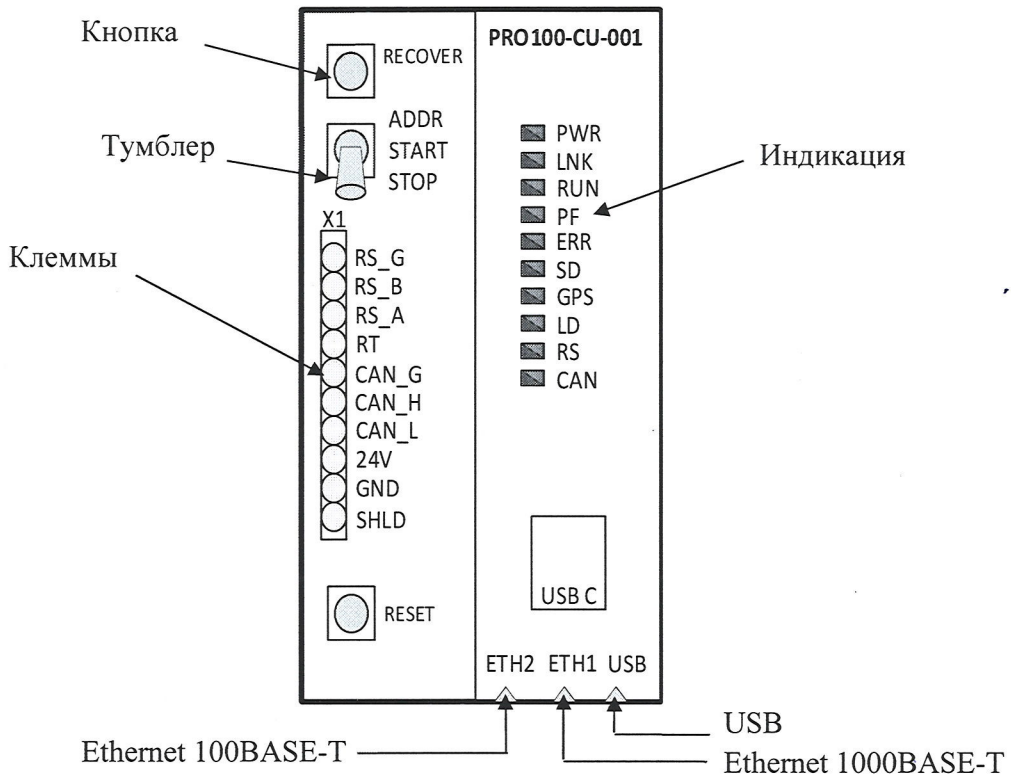 Кнопка
RECOVER
PRO100-CU-001
Тумблер
ADDR
START
STOP
PWR
LNK
RUN
PF
ERR
SD
GPS
LD
RS
CAN
Индикация
Клеммы
X1
RS_G
RS_B
RS_A
RT
CAN_G
CAN_H
CAN_L
24V
GND
SHLD
RESET
USB C
ETH2 ETH1 USB
USB
Ethernet 100BASE-T
Ethernet 1000BASE-T